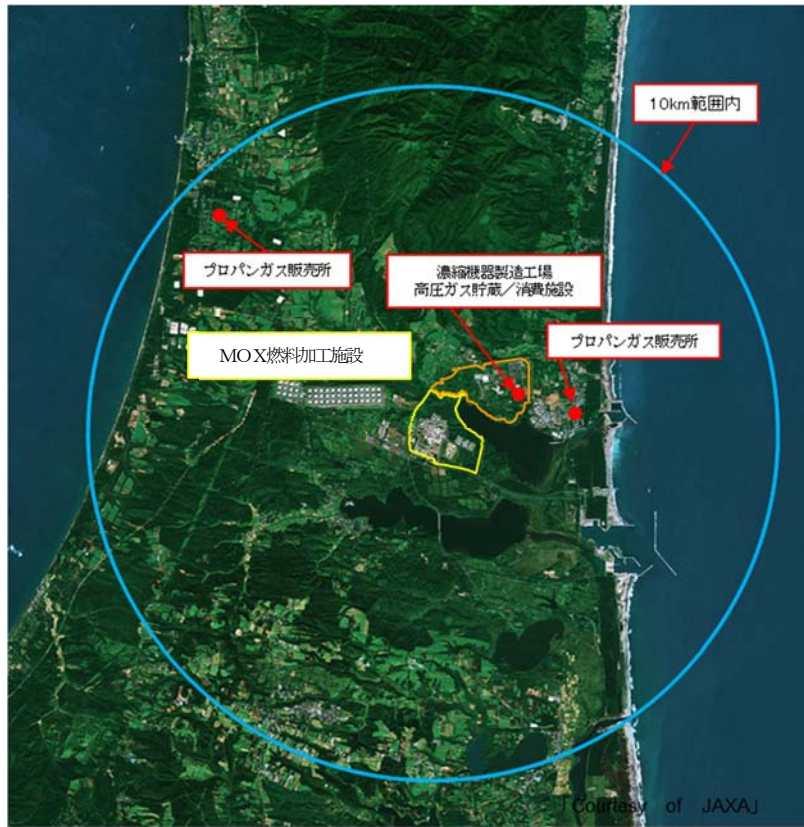 10km範囲内
プロパンガス販売所
濃縮機器製造工場
高圧ガス貯蔵／消費施設
プロパンガス販売所
MOX燃料加工施設
「Courtesy of JAXA」